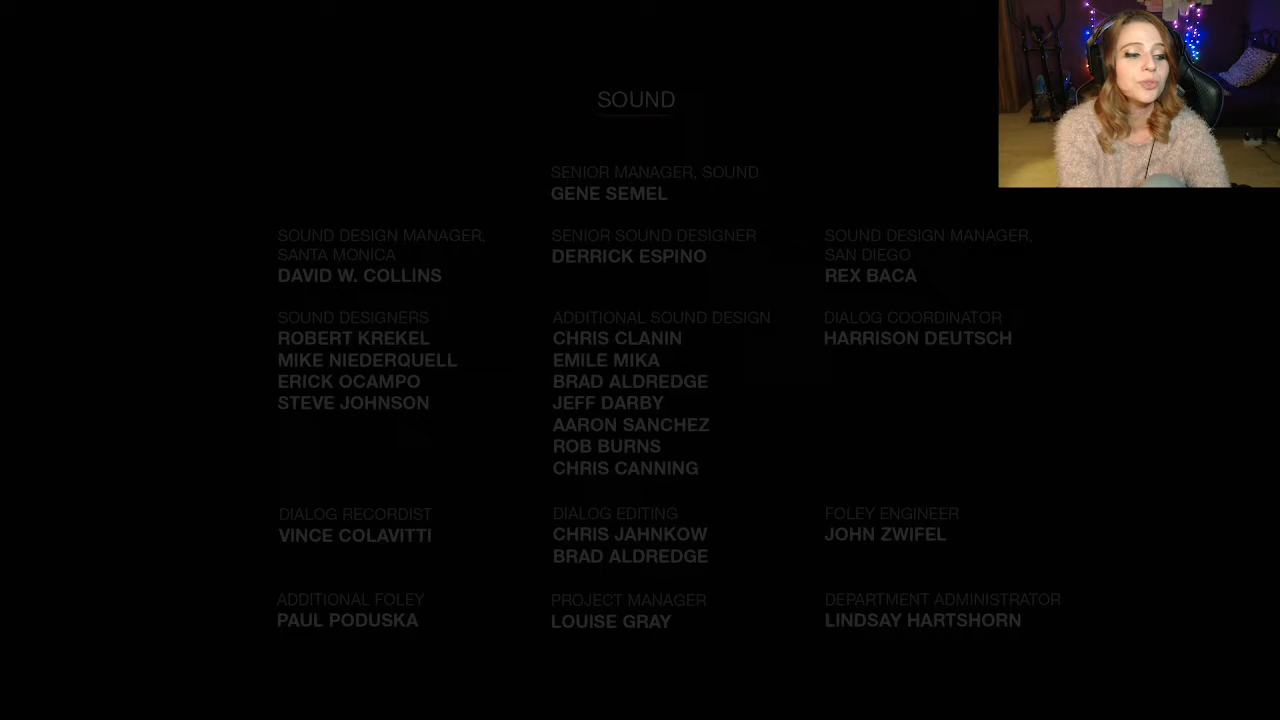 SOUND
SENIOR MANAGER, SOUND
GENE SEMEL
SOUND DESIGN MANAGER,
SANTA MONICA
DAVID W. COLLINS
SENIOR SOUND DESIGNER
DERRICK ESPINO
SOUND DESIGN MANAGER,
SAN DIEGO
REX BACA
SOUND DESIGNERS
ROBERT KREKEL
MIKE NIEDERQUELL
ERICK OCAMPO
STEVE JOHNSON
ADDITIONAL SOUND DESIGN
CHRIS CLANIN
EMILE MIKA
BRAD ALDREDGE
JEFF DARBY
AARON SANCHEZ
ROB BURNS
CHRIS CANNING
DIALOG COORDINATOR
HARRISON DEUTSCH
DIALOG RECORDIST
VINCE COLAVITTI
DIALOG EDITING
CHRIS JAHNKOW
BRAD ALDREDGE
FOLEY ENGINEER
JOHN ZWIFEL
ADDITIONAL FOLEY
PAUL PODUSKA
PROJECT MANAGER
LOUISE GRAY
DEPARTMENT ADMINISTRATOR
LINDSAY HARTSHORN